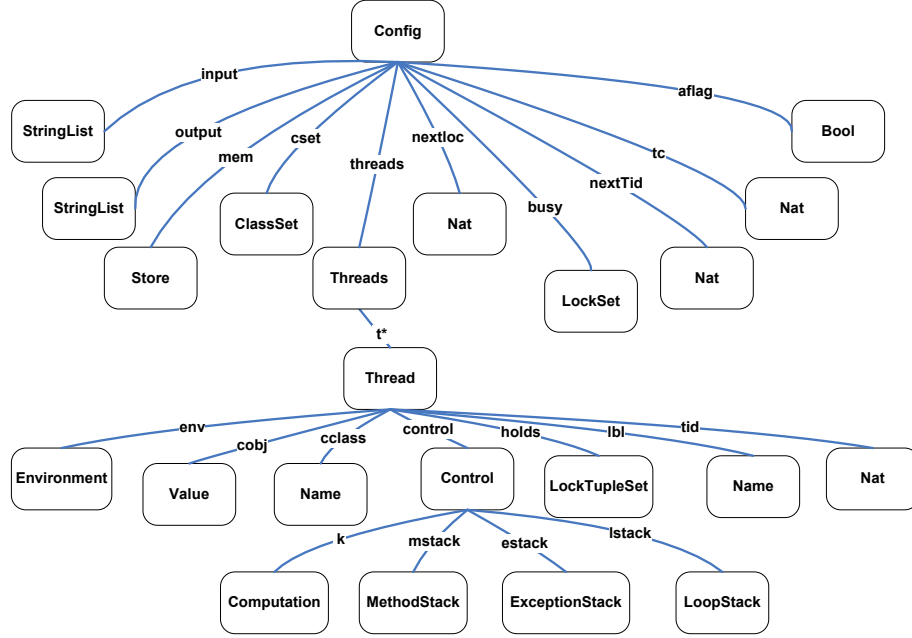 Config
input
aflag
StringList
output
cset
nextloc
Bool
mem
threads
tc
nextTid
StringList
busy
ClassSet
Nat
Nat
Store
Threads
LockSet
Nat
t*
Thread
env
cobj
cclass
control
holds
lbl
tid
Environment
Value
Name
Control
LockTupleSet
Name
Nat
k
mstack
estack
lstack
Computation
MethodStack
ExceptionStack
LoopStack